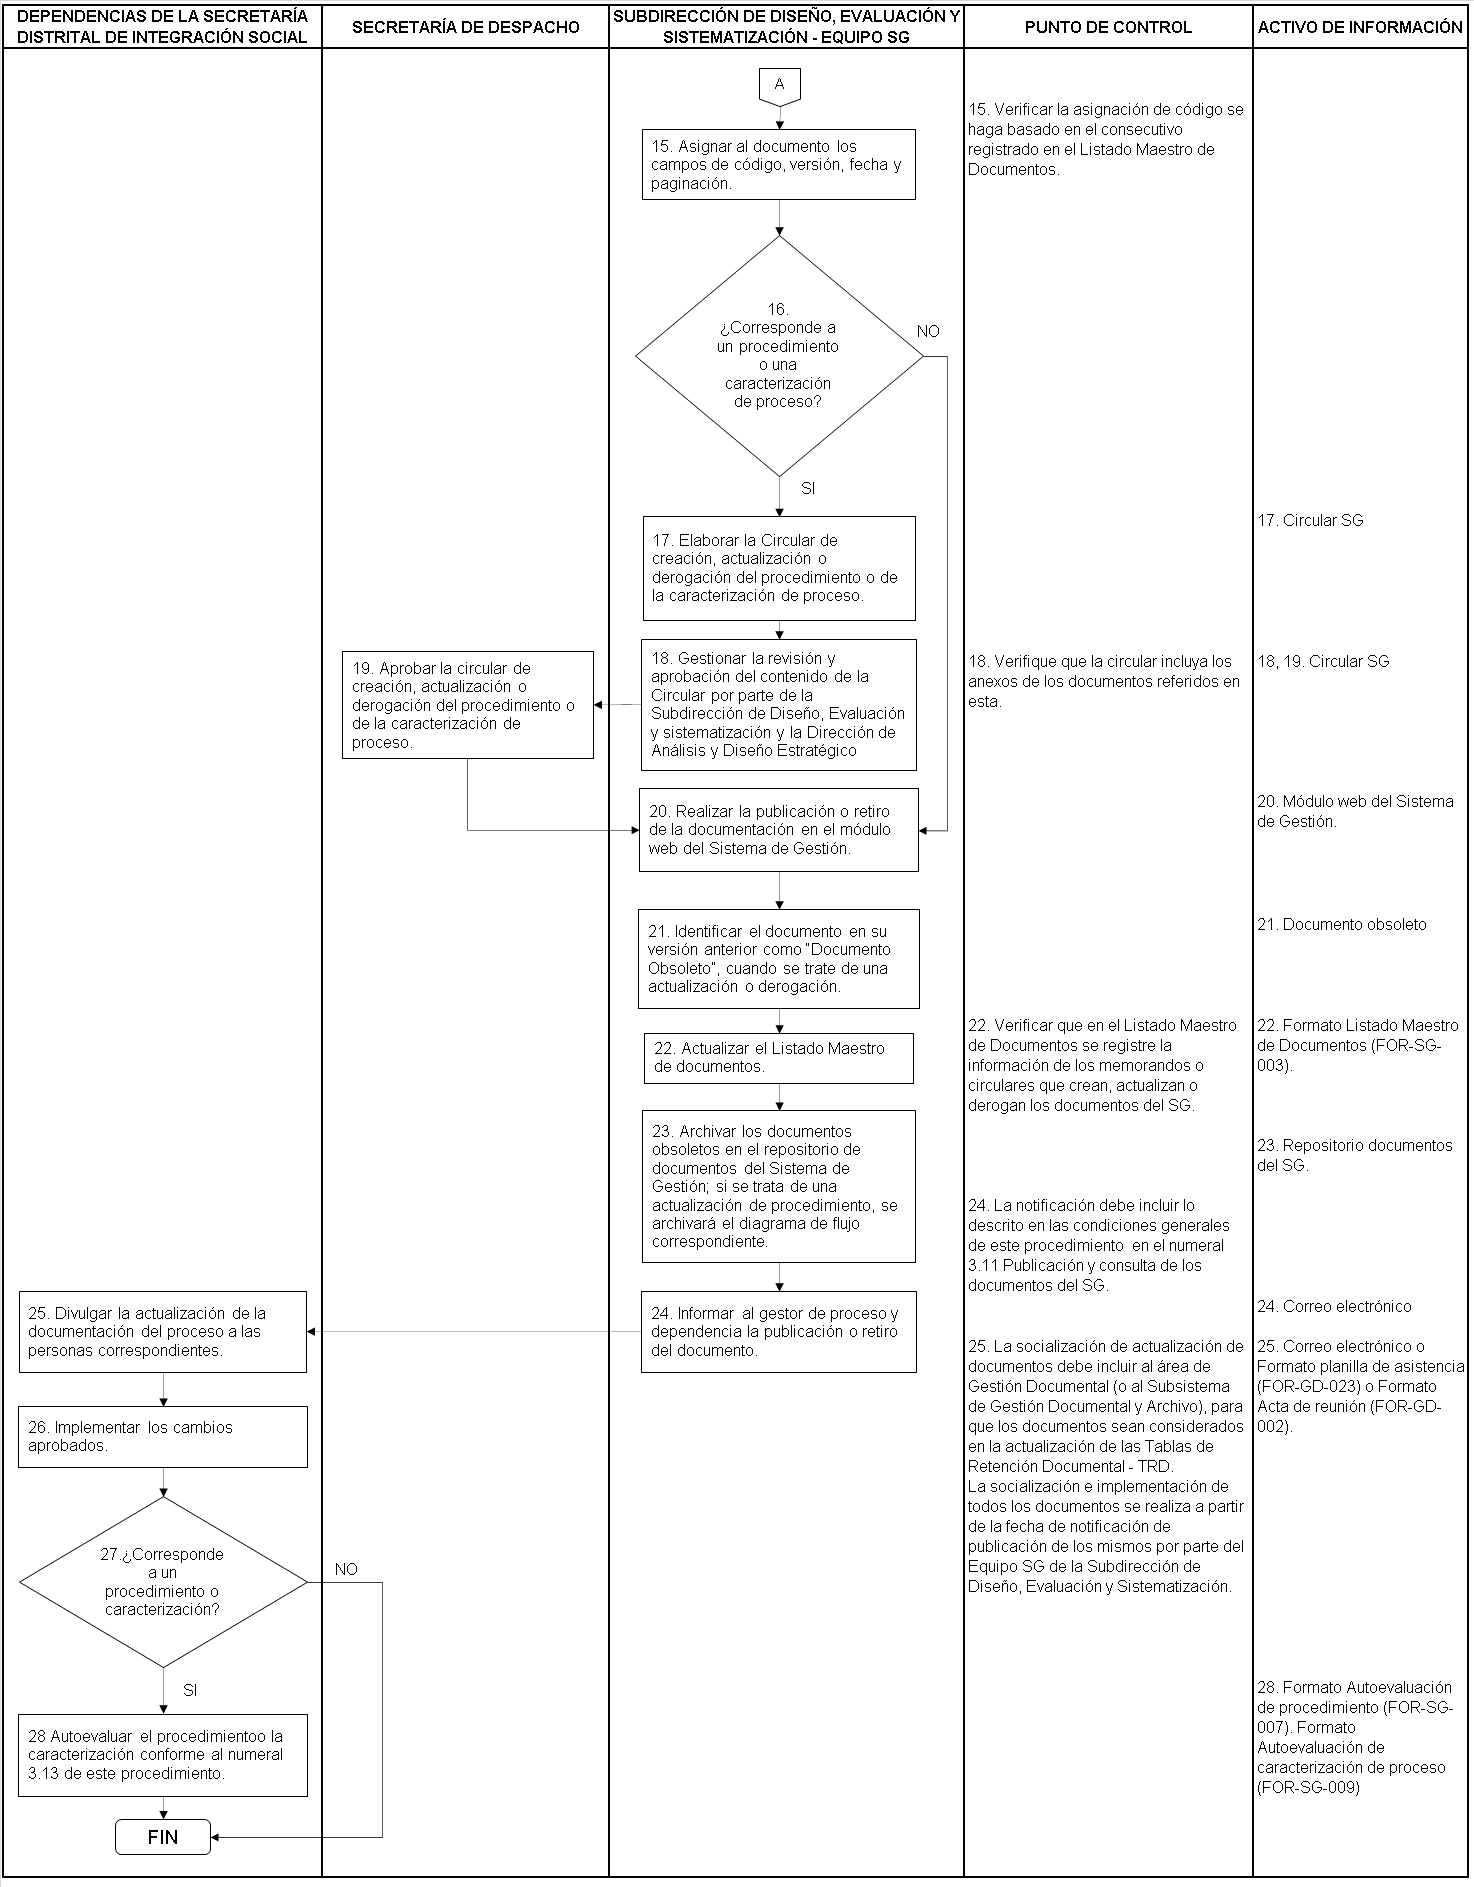 DEPENDENCIAS DE LA SECRETARÍA
DISTRITAL DE INTEGRACIÓN SOCIAL
SECRETARÍA DE DESPACHO
SUBDIRECCIÓN DE DISEÑO, EVALUACIÓN Y
SISTEMATIZACIÓN - EQUIPO SG
PUNTO DE CONTROL
ACTIVO DE INFORMACIÓN
A
15. Asignar al documento los
campos de código, versión, fecha y
paginación.
15. Verificar la asignación de código se
haga basado en el consecutivo
registrado en el Listado Maestro de
Documentos.
16.
¿Corresponde a
un procedimiento
o una
caracterización
de proceso?
NO
SI
17. Elaborar la Circular de
creación, actualización o
derogación del procedimiento o de
la caracterización de proceso.
17. Circular SG
18. Gestionar la revisión y
aprobación del contenido de la
Circular por parte de la
Subdirección de Diseño, Evaluación
y sistematización y la Dirección de
Análisis y Diseño Estratégico
18. Verifique que la circular incluya los
anexos de los documentos referidos en
esta.
18, 19. Circular SG
19. Aprobar la circular de
creación, actualización o
derogación del procedimiento o
de la caracterización de
proceso.
20. Realizar la publicación o retiro
de la documentación en el módulo
web del Sistema de Gestión.
20. Módulo web del Sistema
de Gestión.
21. Identificar el documento en su
versión anterior como "Documento
Obsoleto", cuando se trate de una
actualización o derogación.
21. Documento obsoleto
22. Actualizar el Listado Maestro
de documentos.
22. Verificar que en el Listado Maestro
de Documentos se registre la
información de los memorandos o
circulares que crean, actualizan o
derogan los documentos del SG.
22. Formato Listado Maestro
de Documentos (FOR-SG-
003).
23. Archivar los documentos
obsoletos en el repositorio de
documentos del Sistema de
Gestión; si se trata de una
actualización de procedimiento, se
archivará el diagrama de flujo
correspondiente.
23. Repositorio documentos
del SG.
24. Informar al gestor de proceso y
dependencia la publicación o retiro
del documento.
24. La notificación debe incluir lo
descrito en las condiciones generales
de este procedimiento en el numeral
3.11 Publicación y consulta de los
documentos del SG.
24. Correo electrónico
25. Divulgar la actualización de la
documentación del proceso a las
personas correspondientes.
25. La socialización de actualización de
documentos debe incluir al área de
Gestión Documental (o al Subsistema
de Gestión Documental y Archivo), para
que los documentos sean considerados
en la actualización de las Tablas de
Retención Documental - TRD.
La socialización e implementación de
todos los documentos se realiza a partir
de la fecha de notificación de
publicación de los mismos por parte del
Equipo SG de la Subdirección de
Diseño, Evaluación y Sistematización.
25. Correo electrónico o
Formato planilla de asistencia
(FOR-GD-023) o Formato
Acta de reunión (FOR-GD-
002).
26. Implementar los cambios
aprobados.
27.¿Corresponde
a un
procedimiento o
caracterización?
NO
SI
28 Autoevaluar el procedimientoo la
caracterización conforme al numeral
3.13 de este procedimiento.
28. Formato Autoevaluación
de procedimiento (FOR-SG-
007). Formato
Autoevaluación de
caracterización de proceso
(FOR-SG-009)
FIN